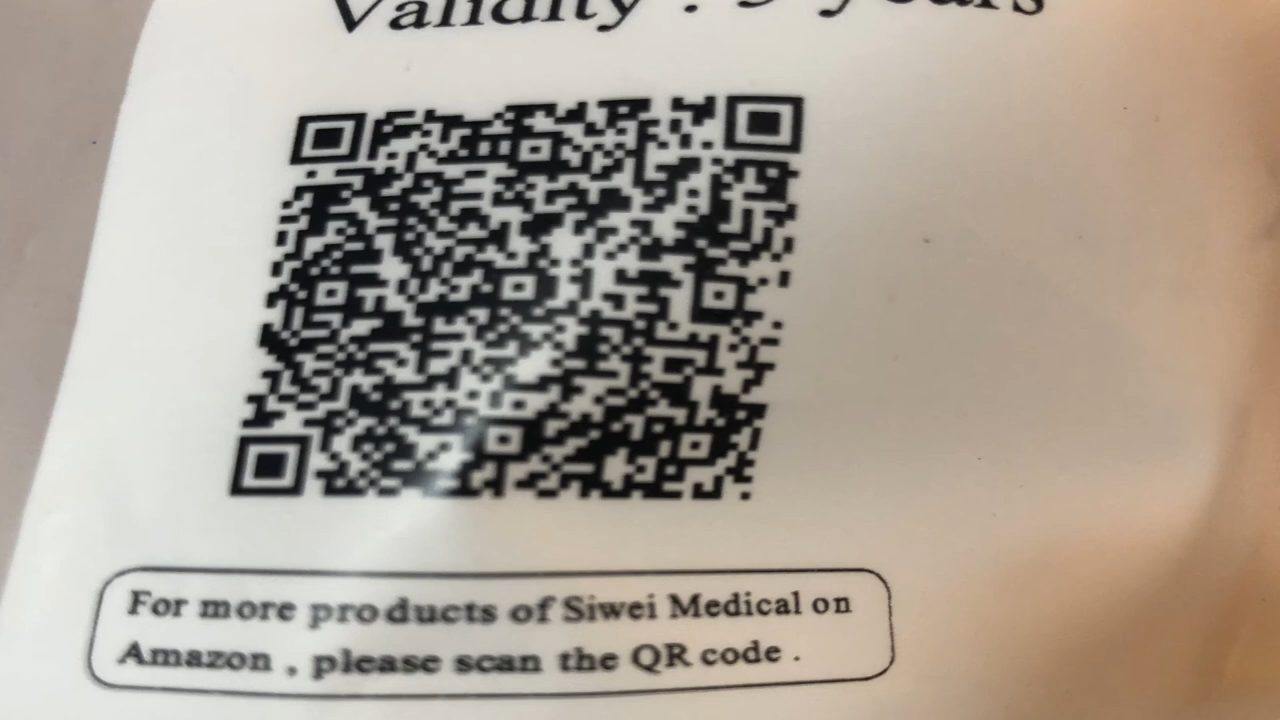 Validity : 5 years
For more products of Siwei Medical on
Amazon , please scan the QR code .